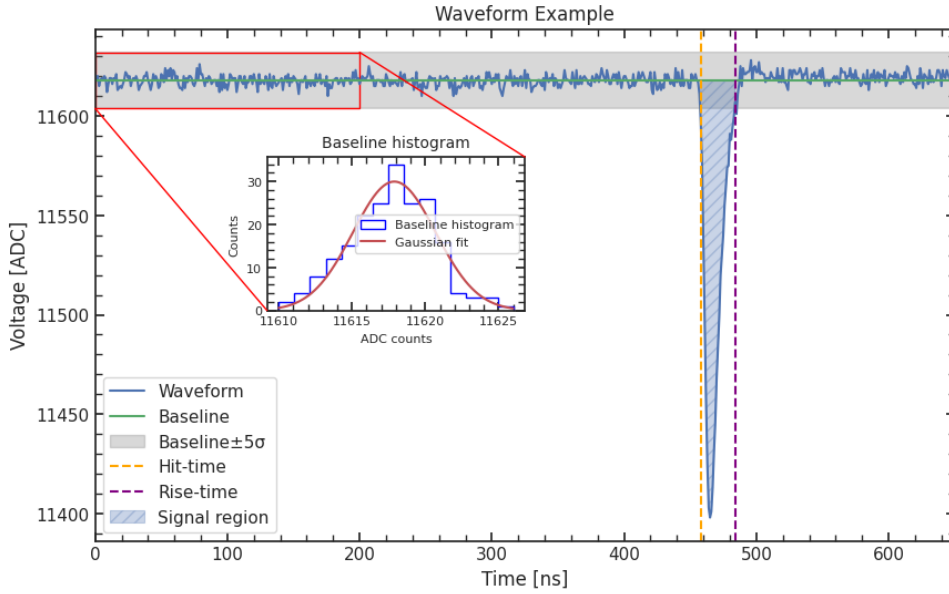 Waveform Example
Voltage [ADC]
11600
11550
11500
11450
11400
Baseline histogram
Counts
30
20
10
0
Baseline histogram
Gaussian fit
11610 11615 11620 11625
ADC counts
Waveform
Baseline
Baseline±5σ
Hit-time
Rise-time
Signal region
0 100 200 300 400 500 600
Time [ns]